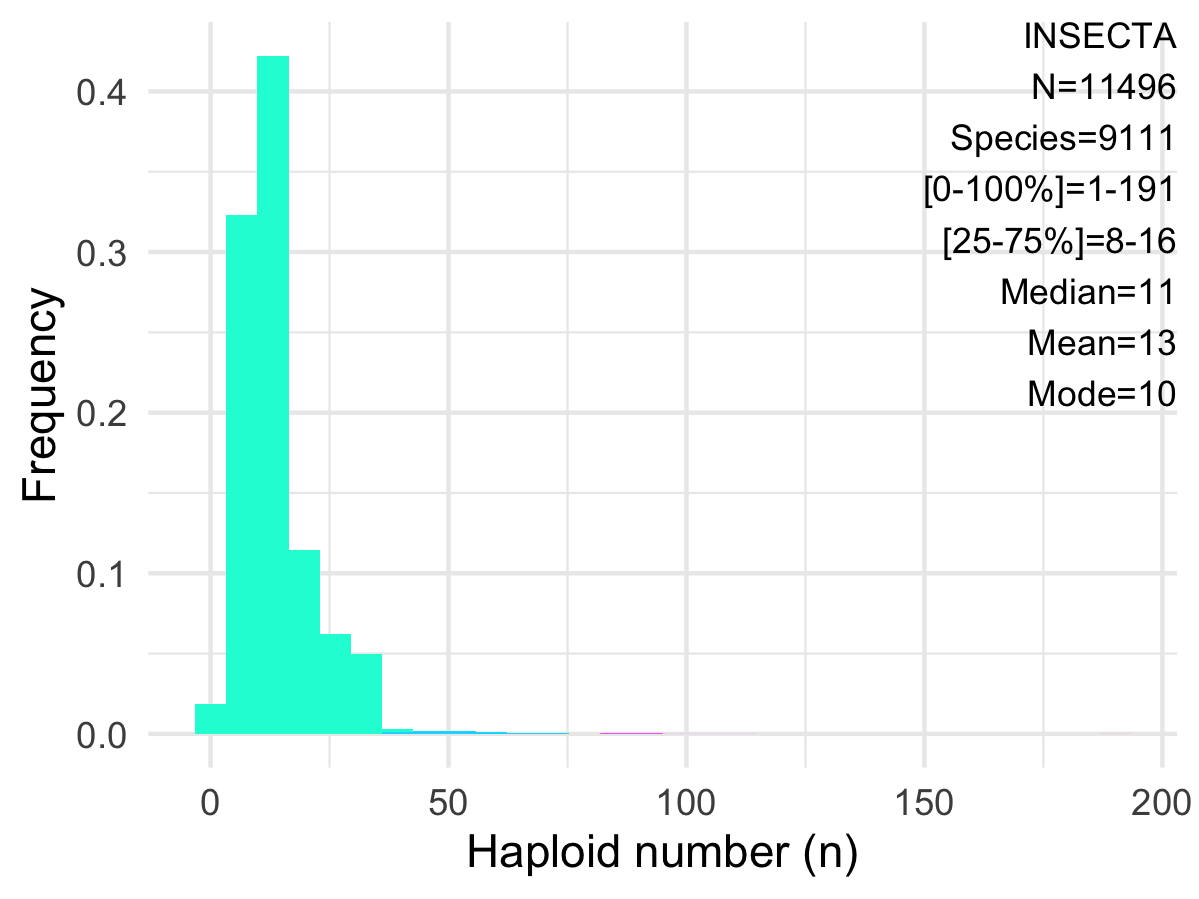 INSECTA
N=11496
Species=9111
[0-100%]=1-191
[25-75%]=8-16
Median=11
Mean=13
Mode=10
Frequency
0.4
0.3
0.2
0.1
0.0
0 50 100 150 200
Haploid number (n)